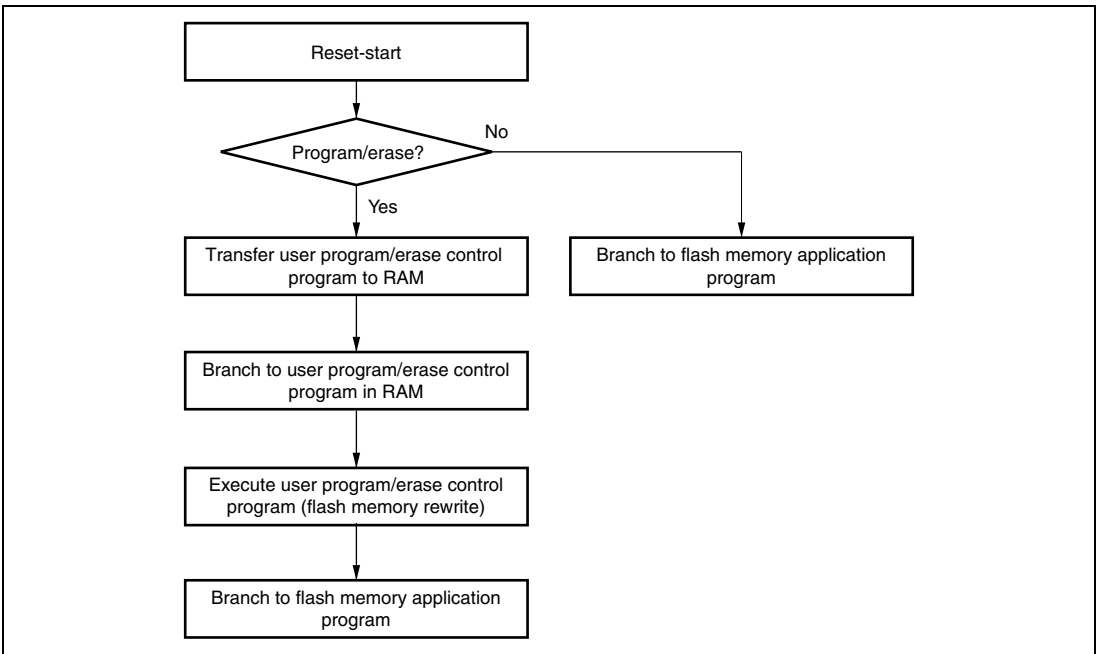 Reset-start
No
Program/erase?
Yes
Transfer user program/erase control
program to RAM
Branch to flash memory application
program
Branch to user program/erase control
program in RAM
Execute user program/erase control
program (flash memory rewrite)
Branch to flash memory application
program